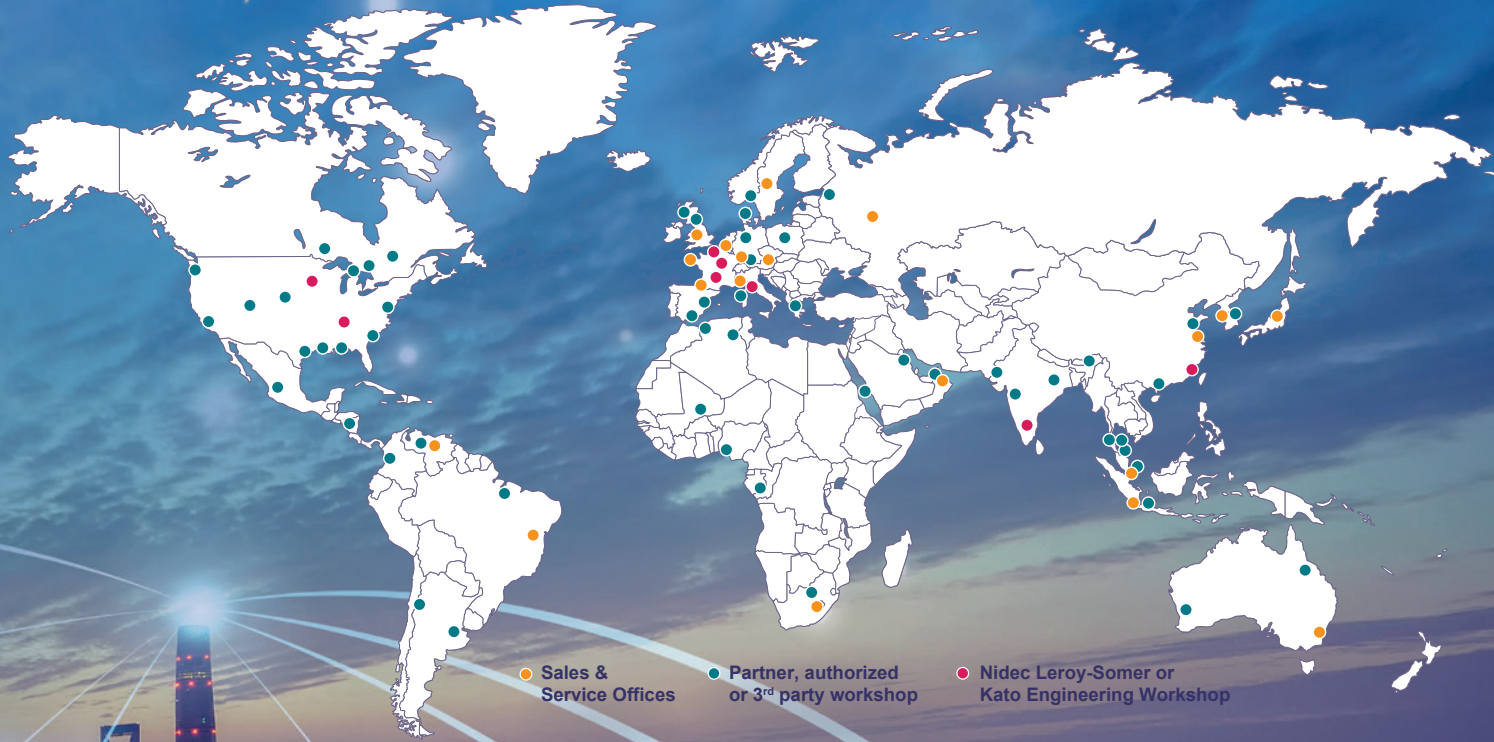 Sales &
Service Offices
Partner, authorized
or 3rd party workshop
Nidec Leroy-Somer or
Kato Engineering Workshop